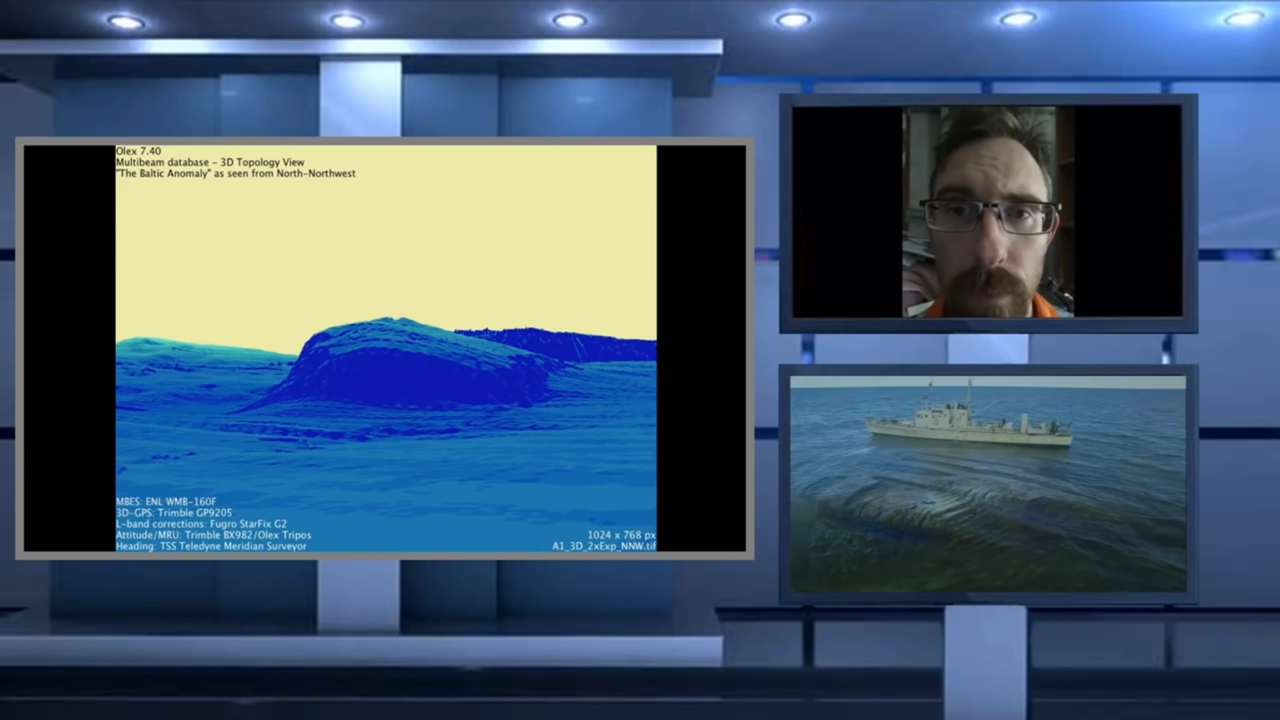 Olex 7.40
Multibeam database - 3D Topology View
"The Baltic Anomaly" as seen from North-Northwest
MBES: ENL WMB-160F
3D-GPS: Trimble GP9205
L-band corrections: Fugro StarFix G2
Attitude/MRU: Trimble BX982/Olex Tripos
Heading: TSS Teledyne Meridian Surveyor
1024 x 768 px
A1_3D_2xExp_NNW.tif